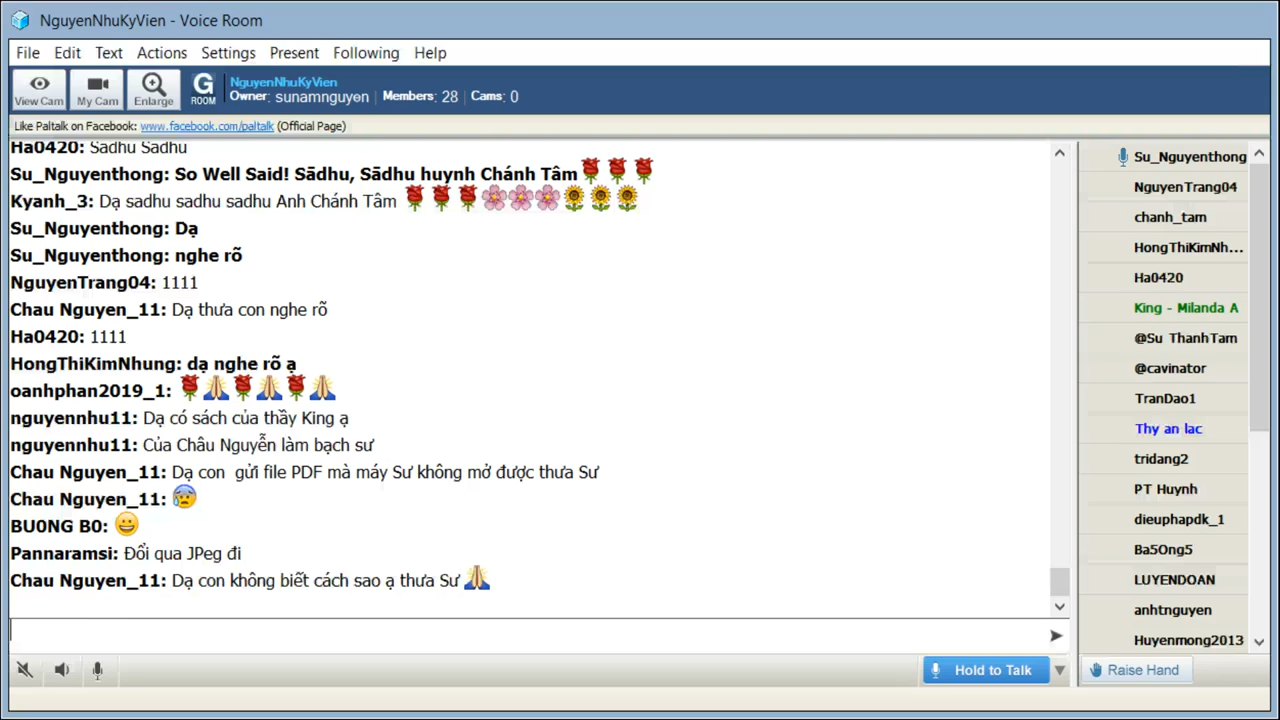 NguyenNhuKyVien - Voice Room
File Edit Text Actions Settings Present Following Help
View Cam
My Cam
Enlarge
G ROOM
NguyenNhuKyVien
Owner: sunamnguyen | Members: 28 | Cams: 0
Like Paltalk on Facebook: www.facebook.com/paltalk (Official Page)
Ha0420: Sadhu Sadhu
Su_Nguyenthong: So Well Said! Sādhu, Sādhu huynh Chánh Tâm 🌹🌹🌹
Kyanh_3: Dạ sadhu sadhu sadhu Anh Chánh Tâm 🌹🌹🌹🌸🌸🌸🌻🌻🌻
Su_Nguyenthong: Dạ
Su_Nguyenthong: nghe rõ
NguyenTrang04: 1111
Chau Nguyen_11: Dạ thưa con nghe rõ
Ha0420: 1111
HongThiKimNhung: dạ nghe rõ ạ
oanhphan2019_1: 🌹🙏🌹🙏🌹🙏
nguyennhu11: Dạ có sách của thầy King ạ
nguyennhu11: Của Châu Nguyễn làm bạch sư
Chau Nguyen_11: Dạ con gửi file PDF mà máy Sư không mở được thưa Sư
Chau Nguyen_11: 😰
BU0NG B0: 😀
Pannaramsi: Đổi qua JPeg đi
Chau Nguyen_11: Dạ con không biết cách sao ạ thưa Sư 🙏
Hold to Talk
Su_Nguyenthong
NguyenTrang04
chanh_tam
HongThiKimNh...
Ha0420
King - Milanda A
@Su ThanhTam
@cavinator
TranDao1
Thy an lac
tridang2
PT Huynh
dieuphapdk_1
Ba5Ong5
LUYENDOAN
anhtnguyen
Huyenmong2013
Raise Hand